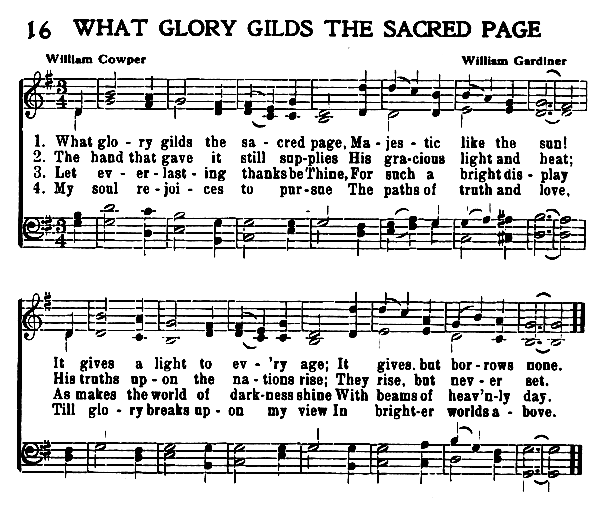 16 WHAT GLORY GILDS THE SACRED PAGE
William Cowper William Gardiner
1. What glo - ry gilds the sa - cred page, Ma - jes - tic like the sun!
2. The hand that gave it still sup-plies His gra-cious light and heat;
3. Let ev - er - last - ing thanks be Thine, For such a bright dis - play
4. My soul re - joi - ces to pur-sue The paths of truth and love,
It gives a light to ev - 'ry age; It gives. but bor - rows none.
His truths up - on the na - tions rise; They rise, but nev - er set.
As makes the world of dark-ness shine With beams of heav'n-ly day.
Till glo - ry breaks up - on my view In bright-er worlds a - bove.